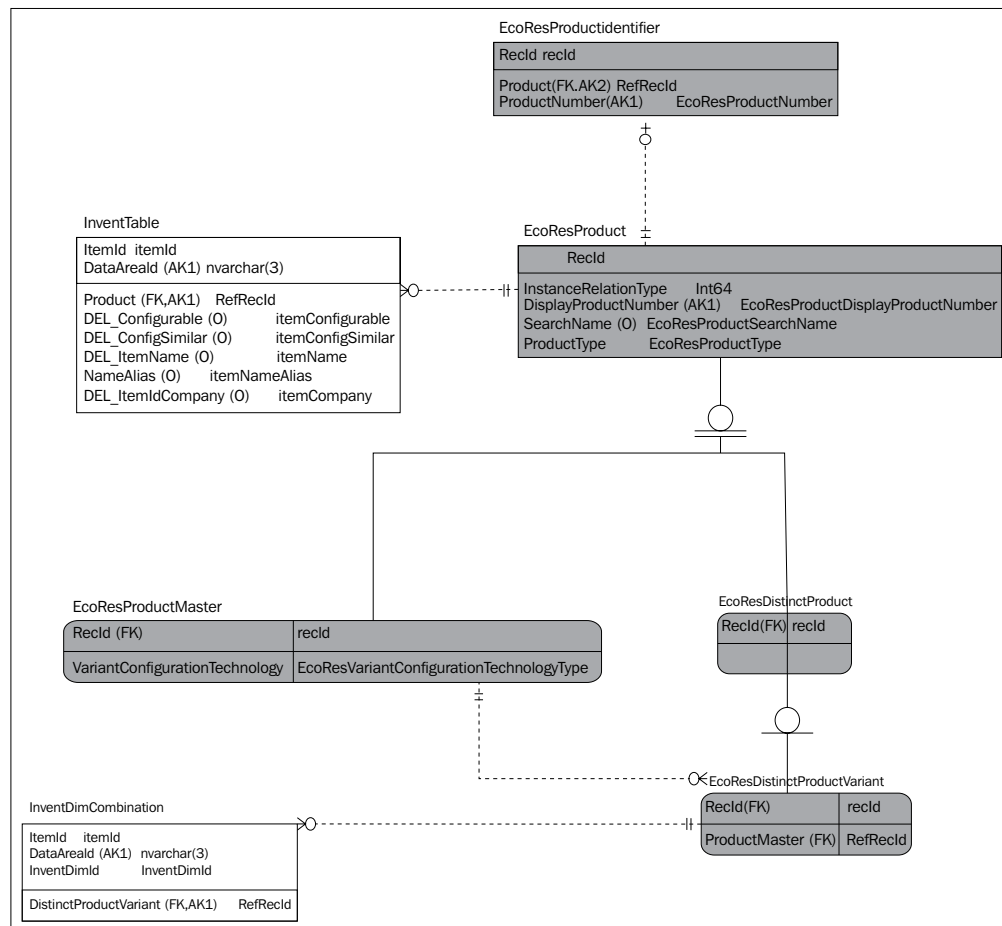 EcoResProductidentifier
RecId recId
Product(FK.AK2) RefRecId
ProductNumber(AK1) EcoResProductNumber
InventTable
ItemId itemId
DataAreaId (AK1) nvarchar(3)
Product (FK,AK1) RefRecId
DEL_Configurable (O) itemConfigurable
DEL_ConfigSimilar (O) itemConfigSimilar
DEL_ItemName (O) itemName
NameAlias (O) itemNameAlias
DEL_ItemIdCompany (O) itemCompany
EcoResProduct
RecId
InstanceRelationType Int64
DisplayProductNumber (AK1) EcoResProductDisplayProductNumber
SearchName (O) EcoResProductSearchName
ProductType EcoResProductType
EcoResProductMaster
RecId (FK) recId
VariantConfigurationTechnology EcoResVariantConfigurationTechnologyType
EcoResDistinctProduct
RecId(FK) recId
EcoResDistinctProductVariant
RecId(FK) recId
ProductMaster (FK) RefRecId
InventDimCombination
ItemId itemId
DataAreaId (AK1) nvarchar(3)
InventDimId InventDimId
DistinctProductVariant (FK,AK1) RefRecId